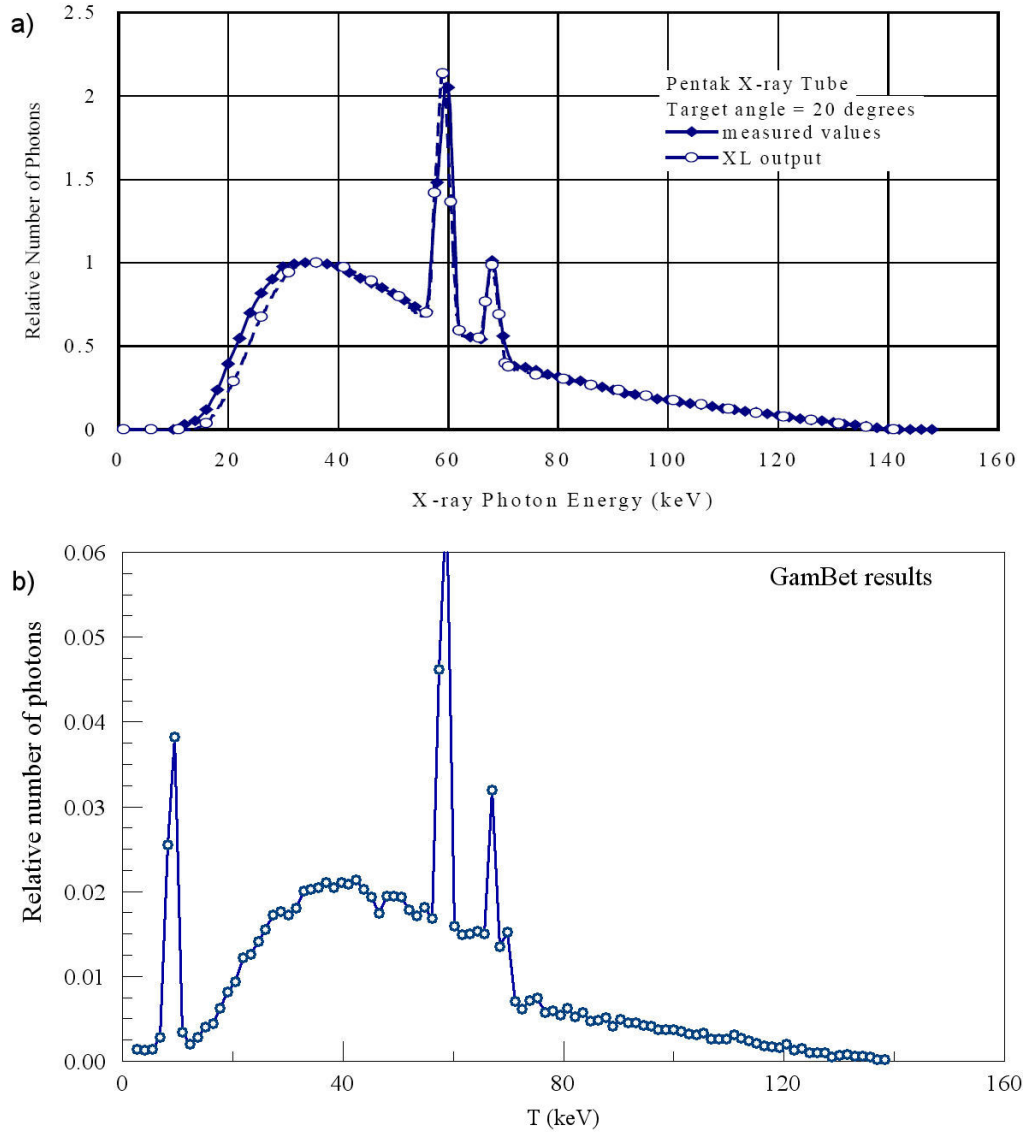 a)
2.5
2
1.5
1
0.5
0
Relative Number of Photons
Pentak X-ray Tube
Target angle = 20 degrees
measured values
XL output
0 20 40 60 80 100 120 140 160
X-ray Photon Energy (keV)
b)
GamBet results
0.06
0.05
0.04
0.03
0.02
0.01
0.00
Relative number of photons
0 40 80 120 160
T (keV)